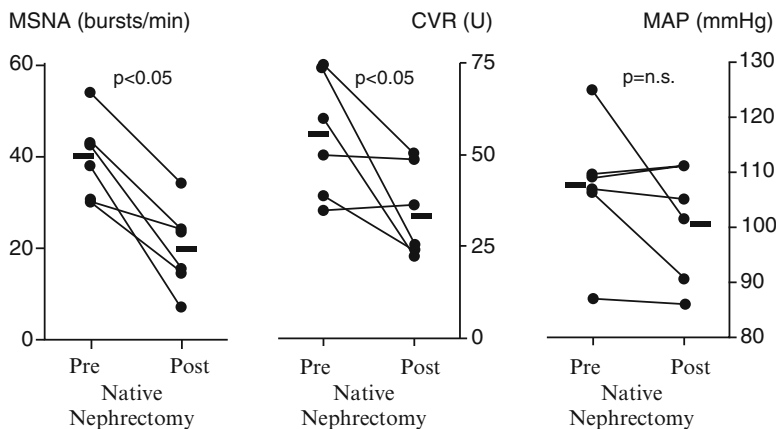 MSNA (bursts/min)
60
40
20
0
p<0.05
Pre Post
Native
Nephrectomy
CVR (U)
75
50
25
0
p<0.05
Pre Post
Native
Nephrectomy
MAP (mmHg)
130
120
110
100
90
80
p=n.s.
Pre Post
Native
Nephrectomy